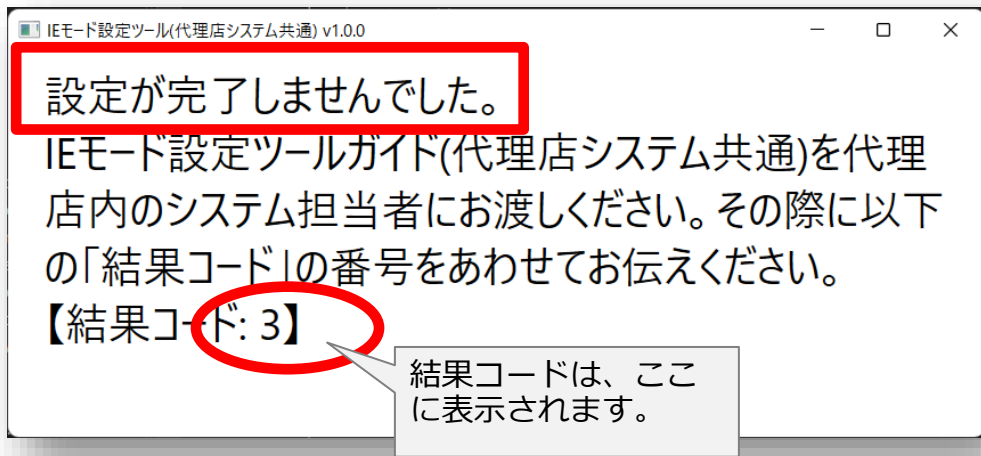 IEモード設定ツール(代理店システム共通) v1.0.0
設定が完了しませんでした。
IEモード設定ツールガイド(代理店システム共通)を代理
店内のシステム担当者にお渡しください。その際に以下
の「結果コード」の番号をあわせてお伝えください。
【結果コード: 3】
結果コードは、ここ
に表示されます。